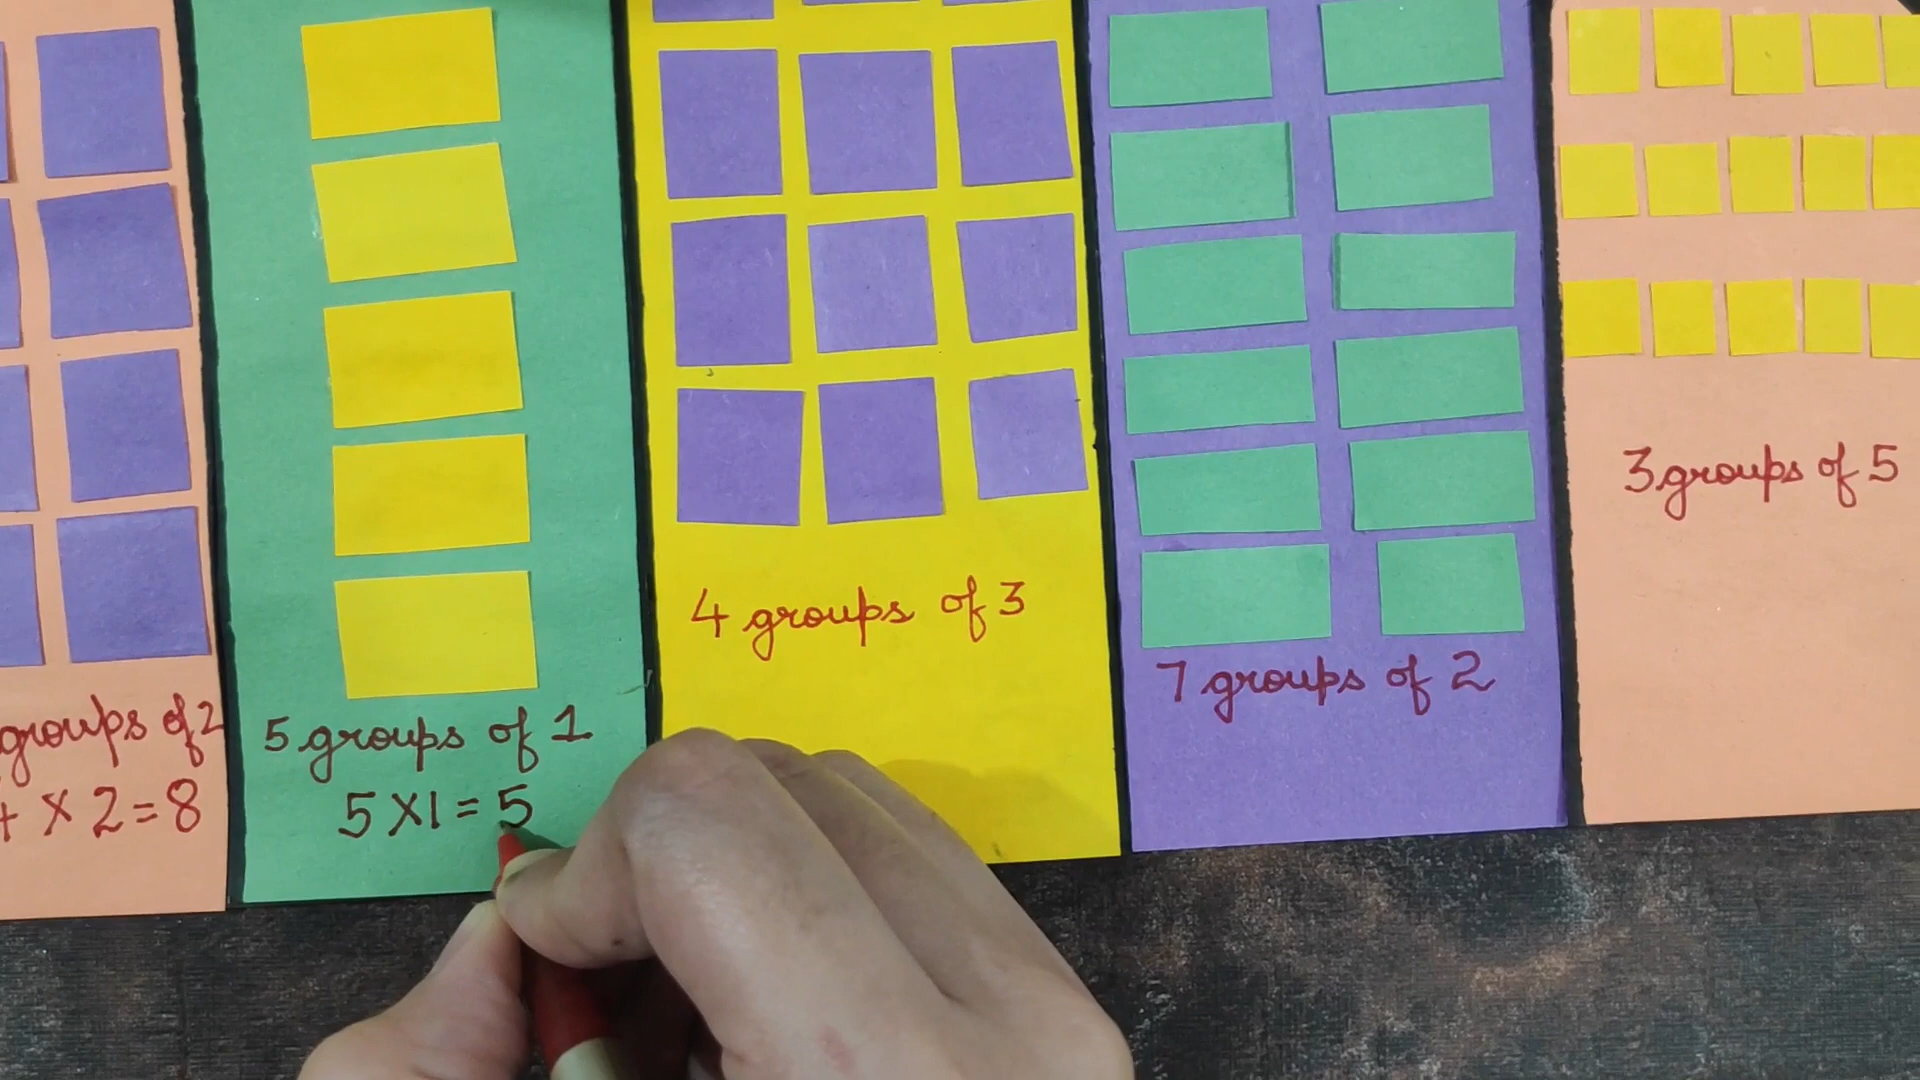 groups of 2
× 2 = 8
5 groups of 1
5 × 1 = 5
4 groups of 3
7 groups of 2
3 groups of 5